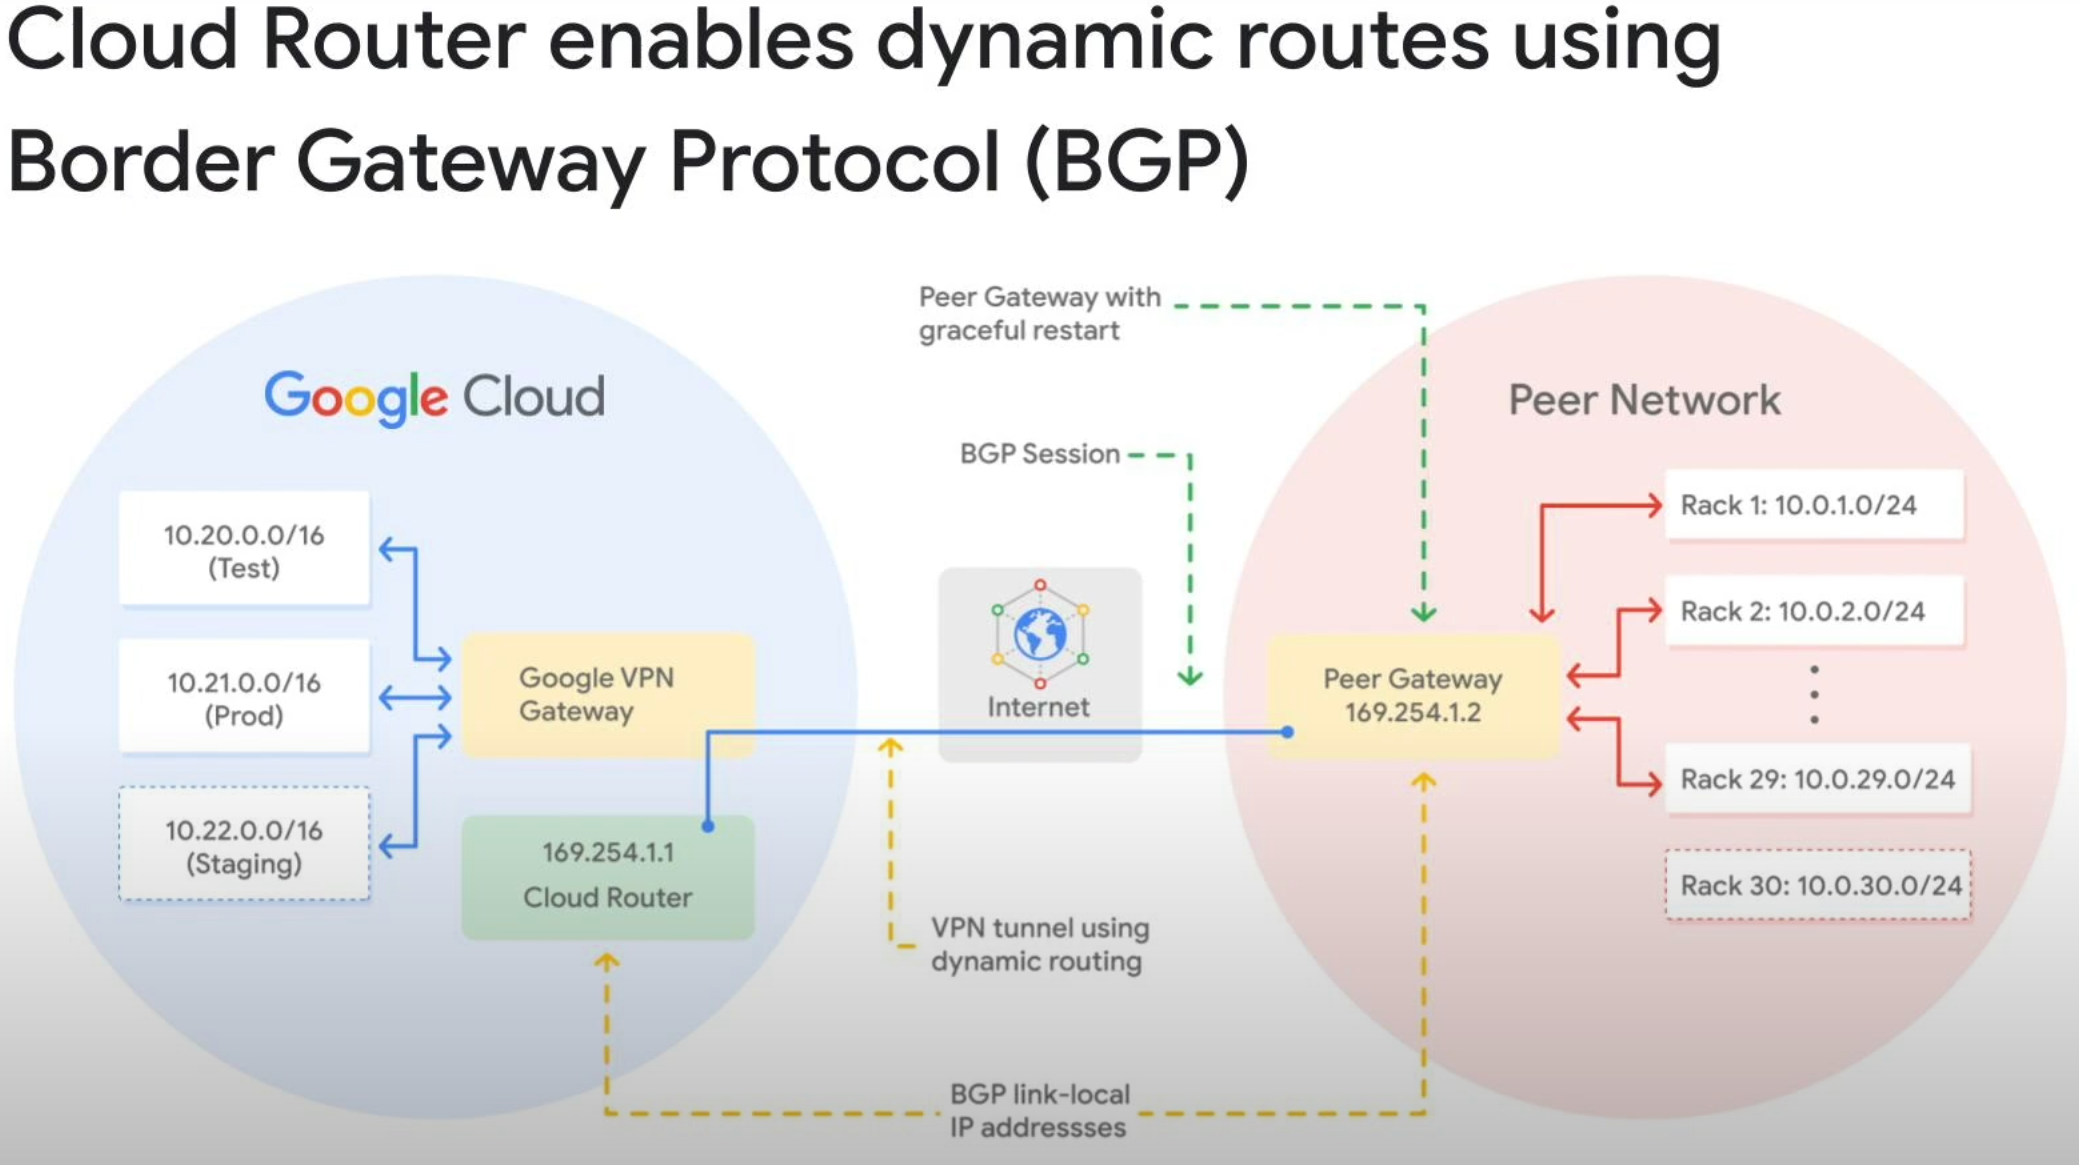 Cloud Router enables dynamic routes using
Border Gateway Protocol (BGP)
Peer Gateway with
graceful restart
Google Cloud
Peer Network
BGP Session
10.20.0.0/16
(Test)
10.21.0.0/16
(Prod)
10.22.0.0/16
(Staging)
Google VPN
Gateway
169.254.1.1
Cloud Router
Internet
Peer Gateway
169.254.1.2
Rack 1: 10.0.1.0/24
Rack 2: 10.0.2.0/24
Rack 29: 10.0.29.0/24
Rack 30: 10.0.30.0/24
VPN tunnel using
dynamic routing
BGP link-local
IP addressses